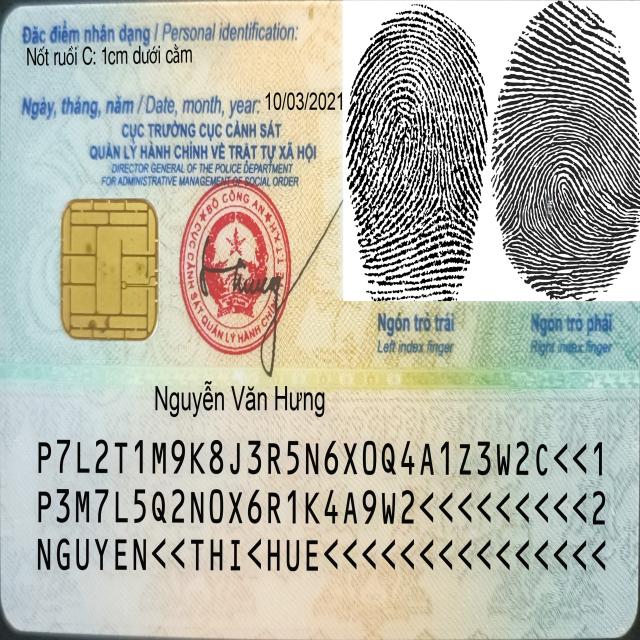 Đặc điểm nhân dạng / Personal identification:
Nốt ruồi C: 1cm dưới cằm
Ngày, tháng, năm / Date, month, year: 10/03/2021
CỤC TRƯỞNG CỤC CẢNH SÁT
QUẢN LÝ HÀNH CHÍNH VỀ TRẬT TỰ XÃ HỘI
DIRECTOR GENERAL OF THE POLICE DEPARTMENT
FOR ADMINISTRATIVE MANAGEMENT OF SOCIAL ORDER
BỘ CÔNG AN
CỤC CẢNH SÁT QUẢN LÝ HÀNH CHÍNH
Ngón trỏ trái
Left index finger
Ngón trỏ phải
Right index finger
Nguyễn Văn Hưng
P7L2T1M9K8J3R5N6X0Q4A1Z3W2C<<1
P3M7L5Q2N0X6R1K4A9W2<<<<<<<<<2
NGUYEN<<THI<HUE<<<<<<<<<<<<<<<